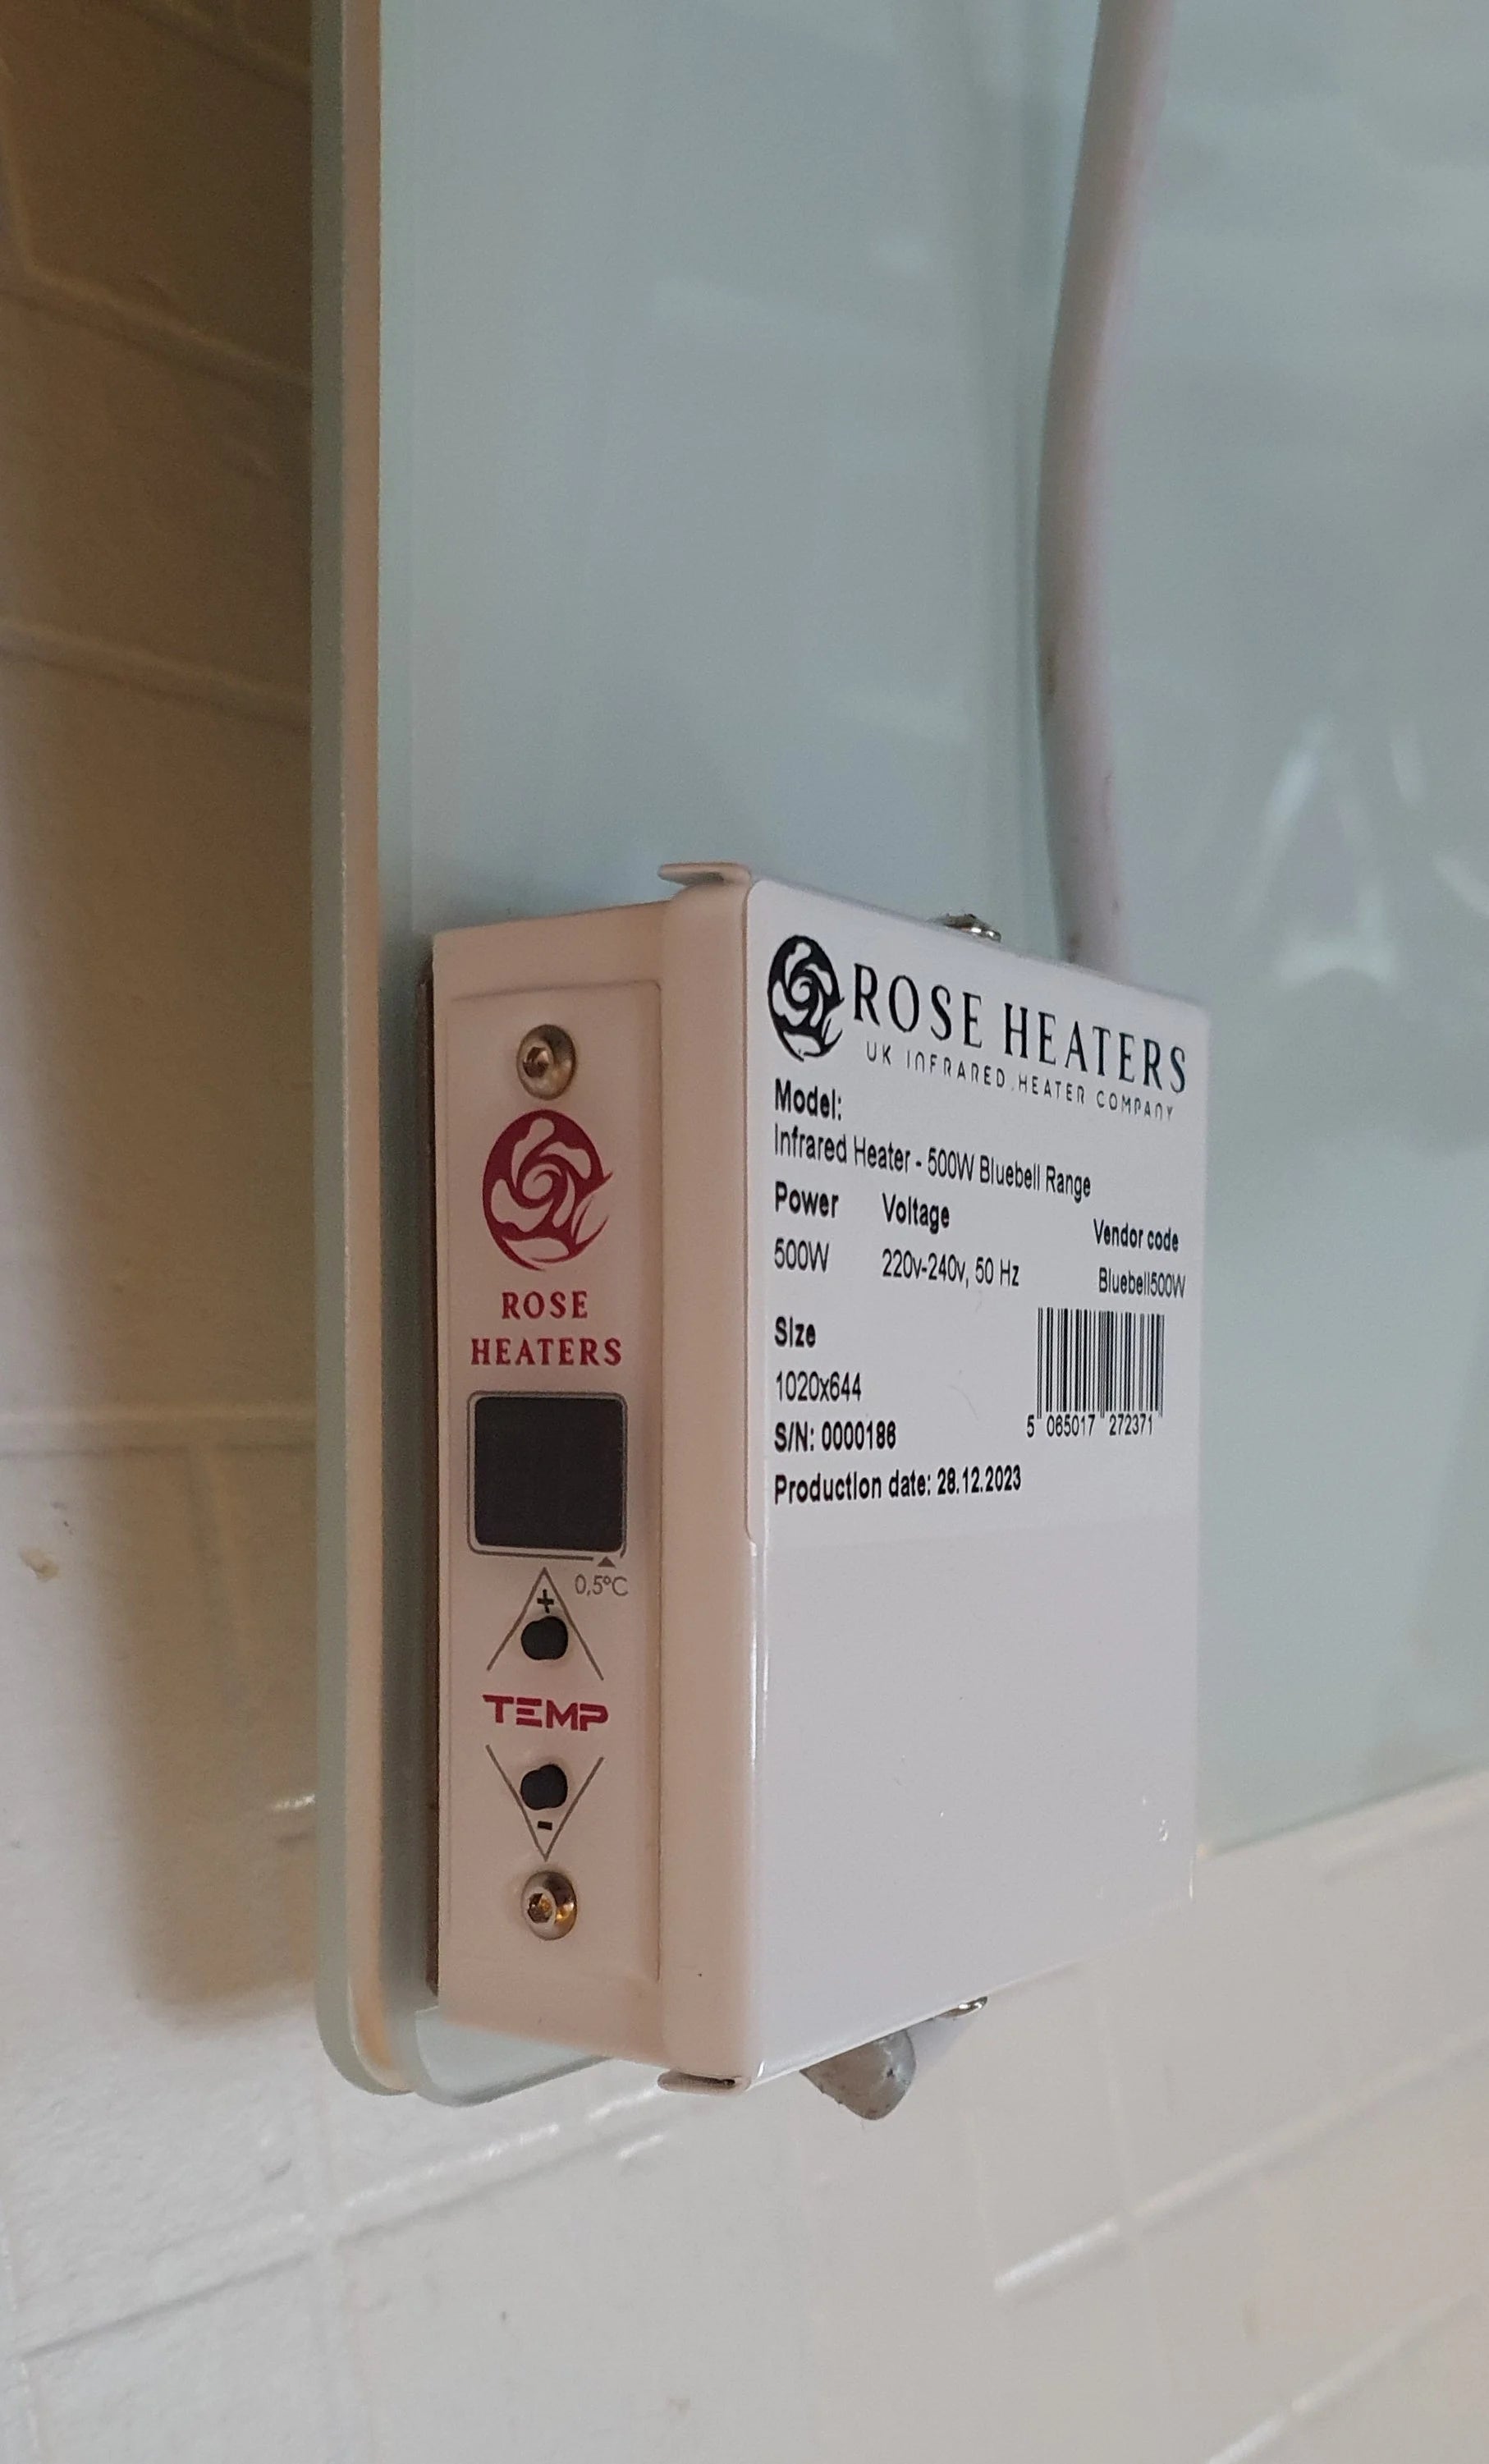 ROSE HEATERS
UK INFRARED HEATER COMPANY
Model:
Infrared Heater - 500W Bluebell Range
Power Voltage Vendor code
500W 220v-240v, 50 Hz Bluebell500W
Size
1020x644
S/N: 0000186
5 065017 272371
Production date: 28.12.2023
ROSE
HEATERS
0,5°C
+
TEMP
-